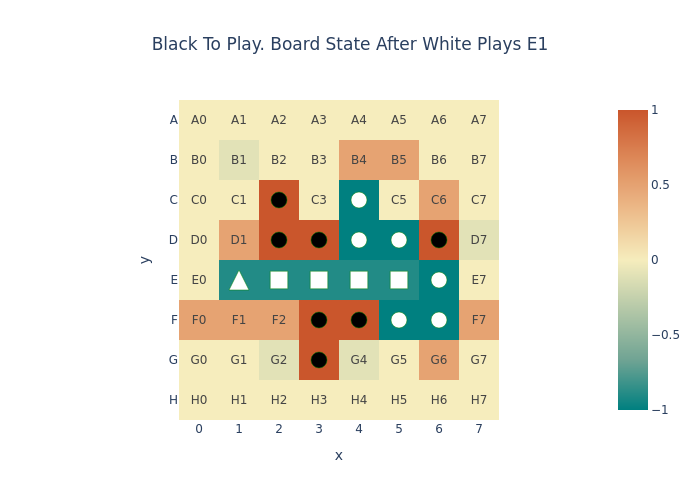 Black To Play. Board State After White Plays E1
A A0 A1 A2 A3 A4 A5 A6 A7
B B0 B1 B2 B3 B4 B5 B6 B7
C C0 C1 C3 C5 C6 C7
D D0 D1 D7
E E0 E7
F F0 F1 F2 F7
G G0 G1 G2 G4 G5 G6 G7
H H0 H1 H2 H3 H4 H5 H6 H7
0 1 2 3 4 5 6 7
x
y
1
0.5
0
−0.5
−1